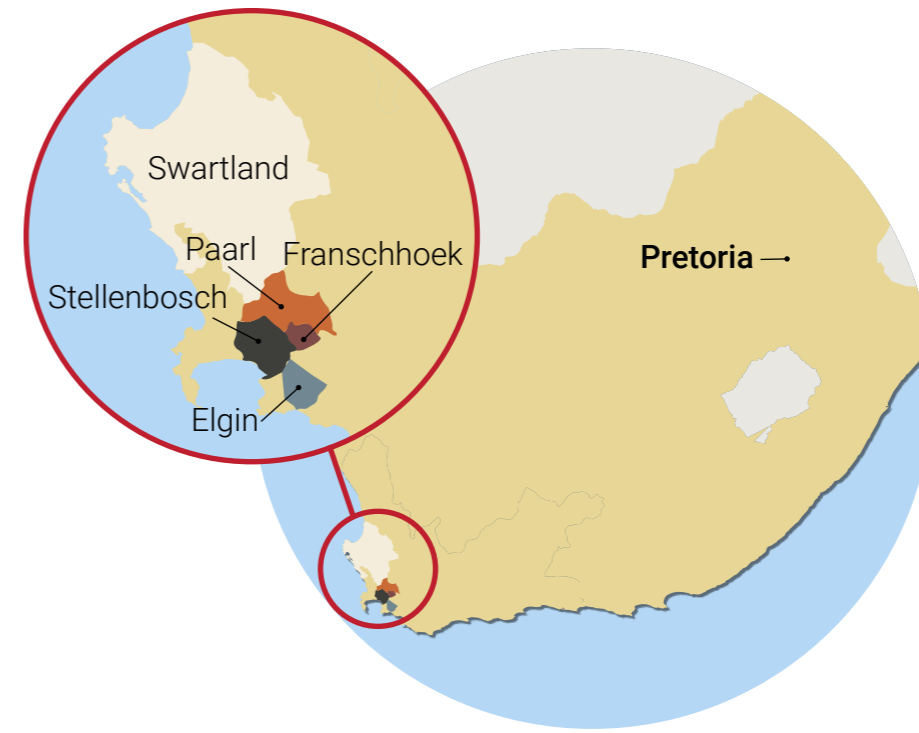 Swartland
Paarl
Franschhoek
Stellenbosch
Elgin
Pretoria